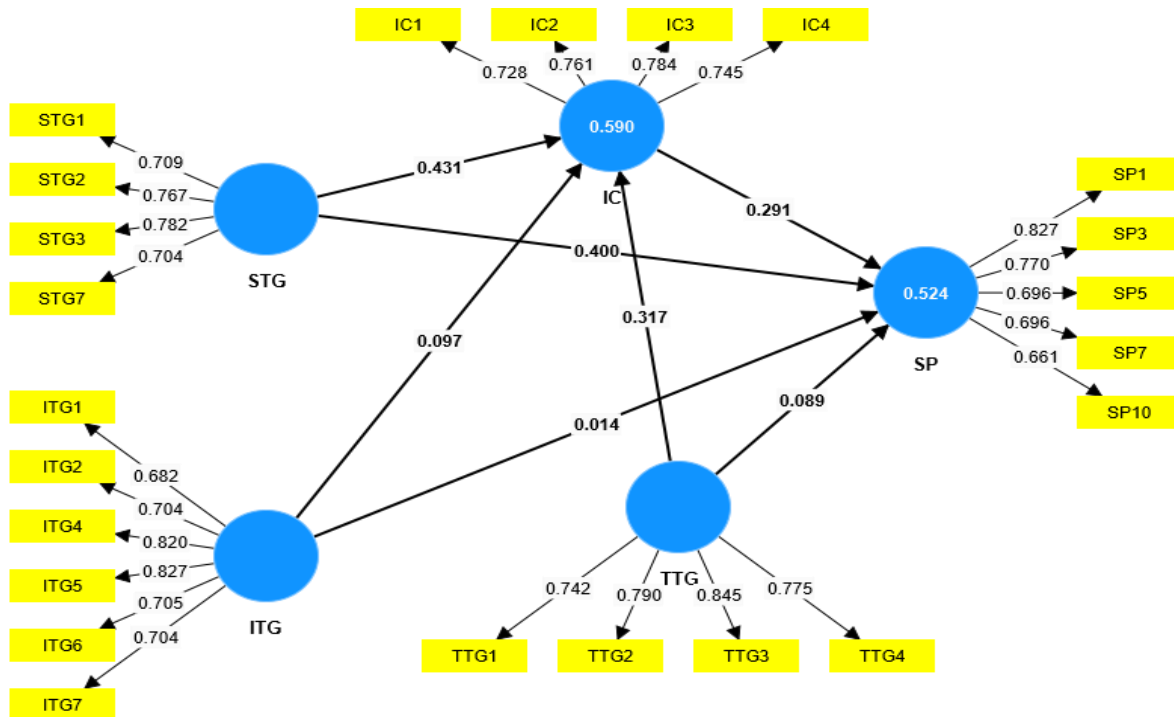 IC1
IC2
IC3
IC4
0.728
0.761
0.784
0.745
0.590
IC
STG1
STG2
STG3
STG7
0.709
0.767
0.782
0.704
STG
0.431
0.400
0.291
0.097
0.317
0.014
0.089
SP1
SP3
SP5
SP7
SP10
0.827
0.770
0.696
0.696
0.661
0.524
SP
ITG1
ITG2
ITG4
ITG5
ITG6
ITG7
0.682
0.704
0.820
0.827
0.705
0.704
ITG
TTG
0.742
0.790
0.845
0.775
TTG1
TTG2
TTG3
TTG4